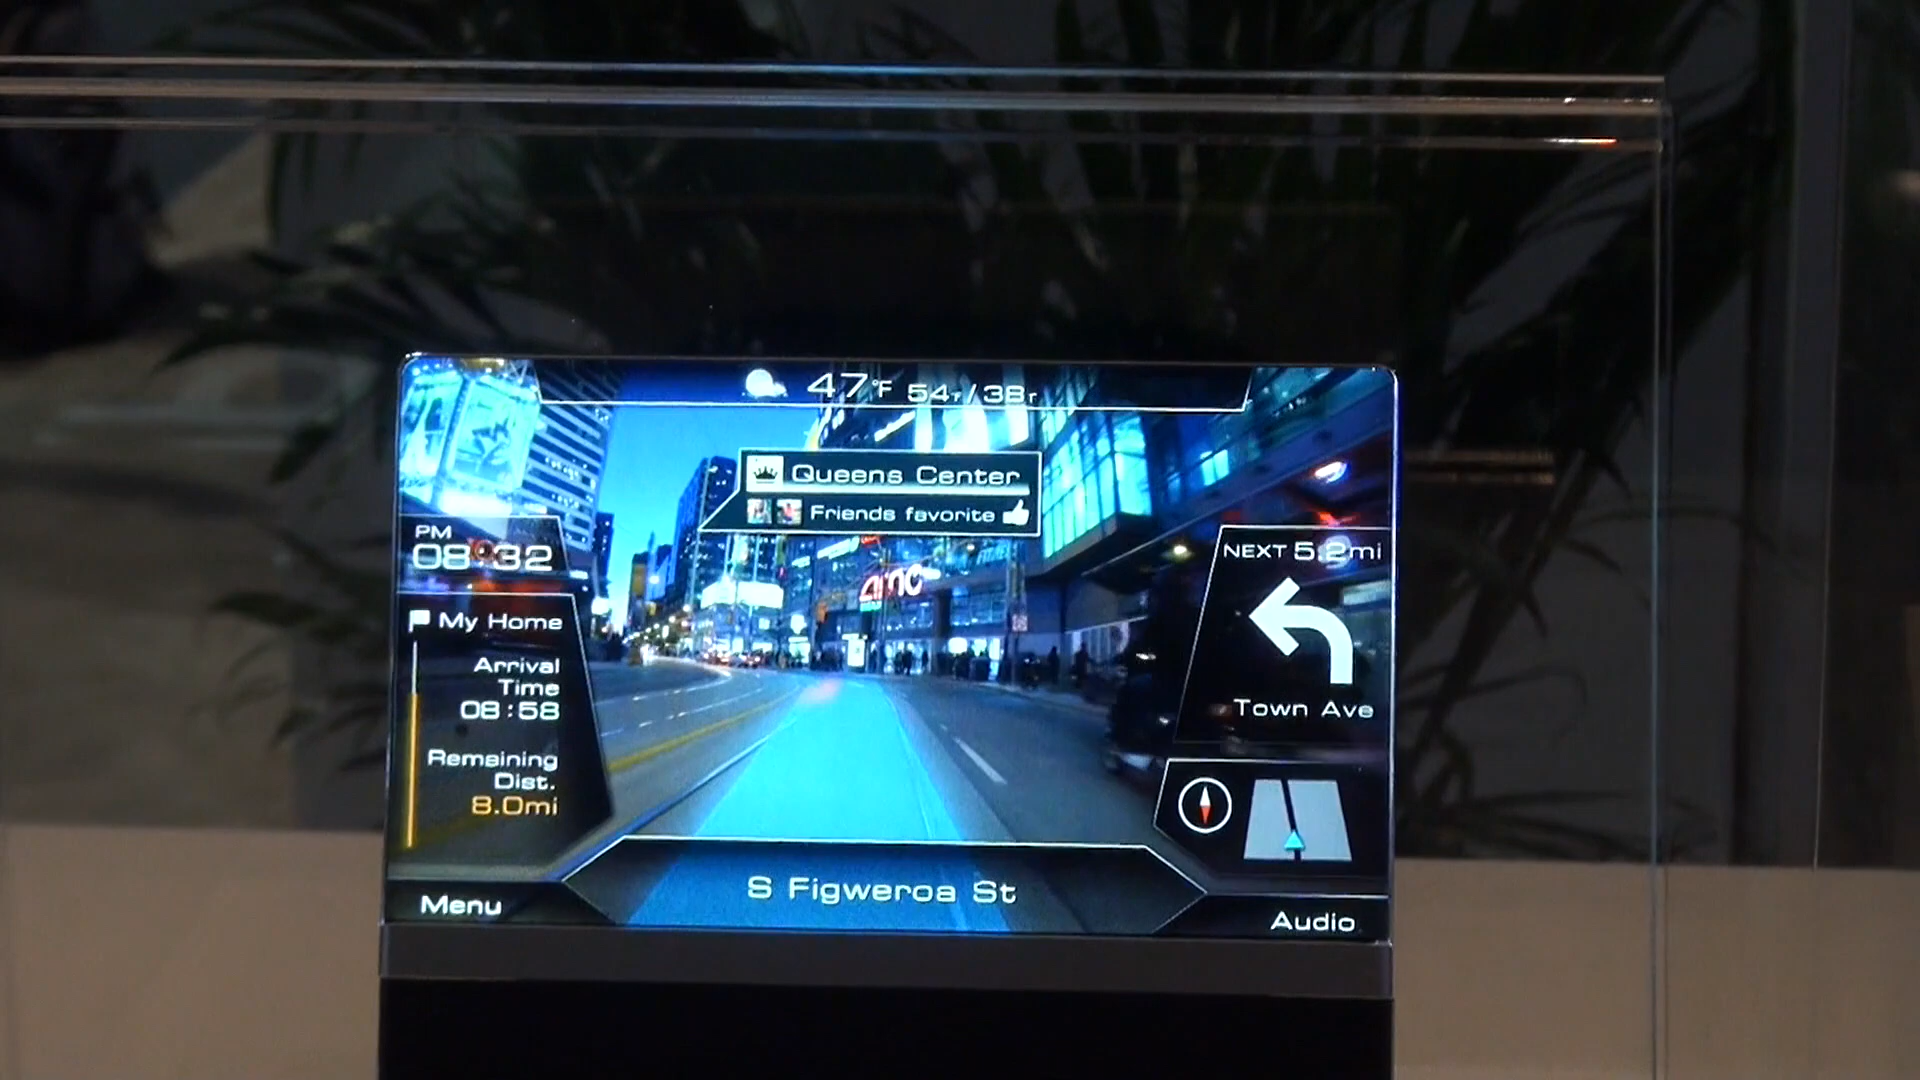 47°F 54F/38F
Queens Center
Friends favorite
PM
08:32
My Home
Arrival
Time
08:58
Remaining
Dist.
8.0mi
amc
NEXT 5.2mi
Town Ave
S Figweroa St
Menu
Audio